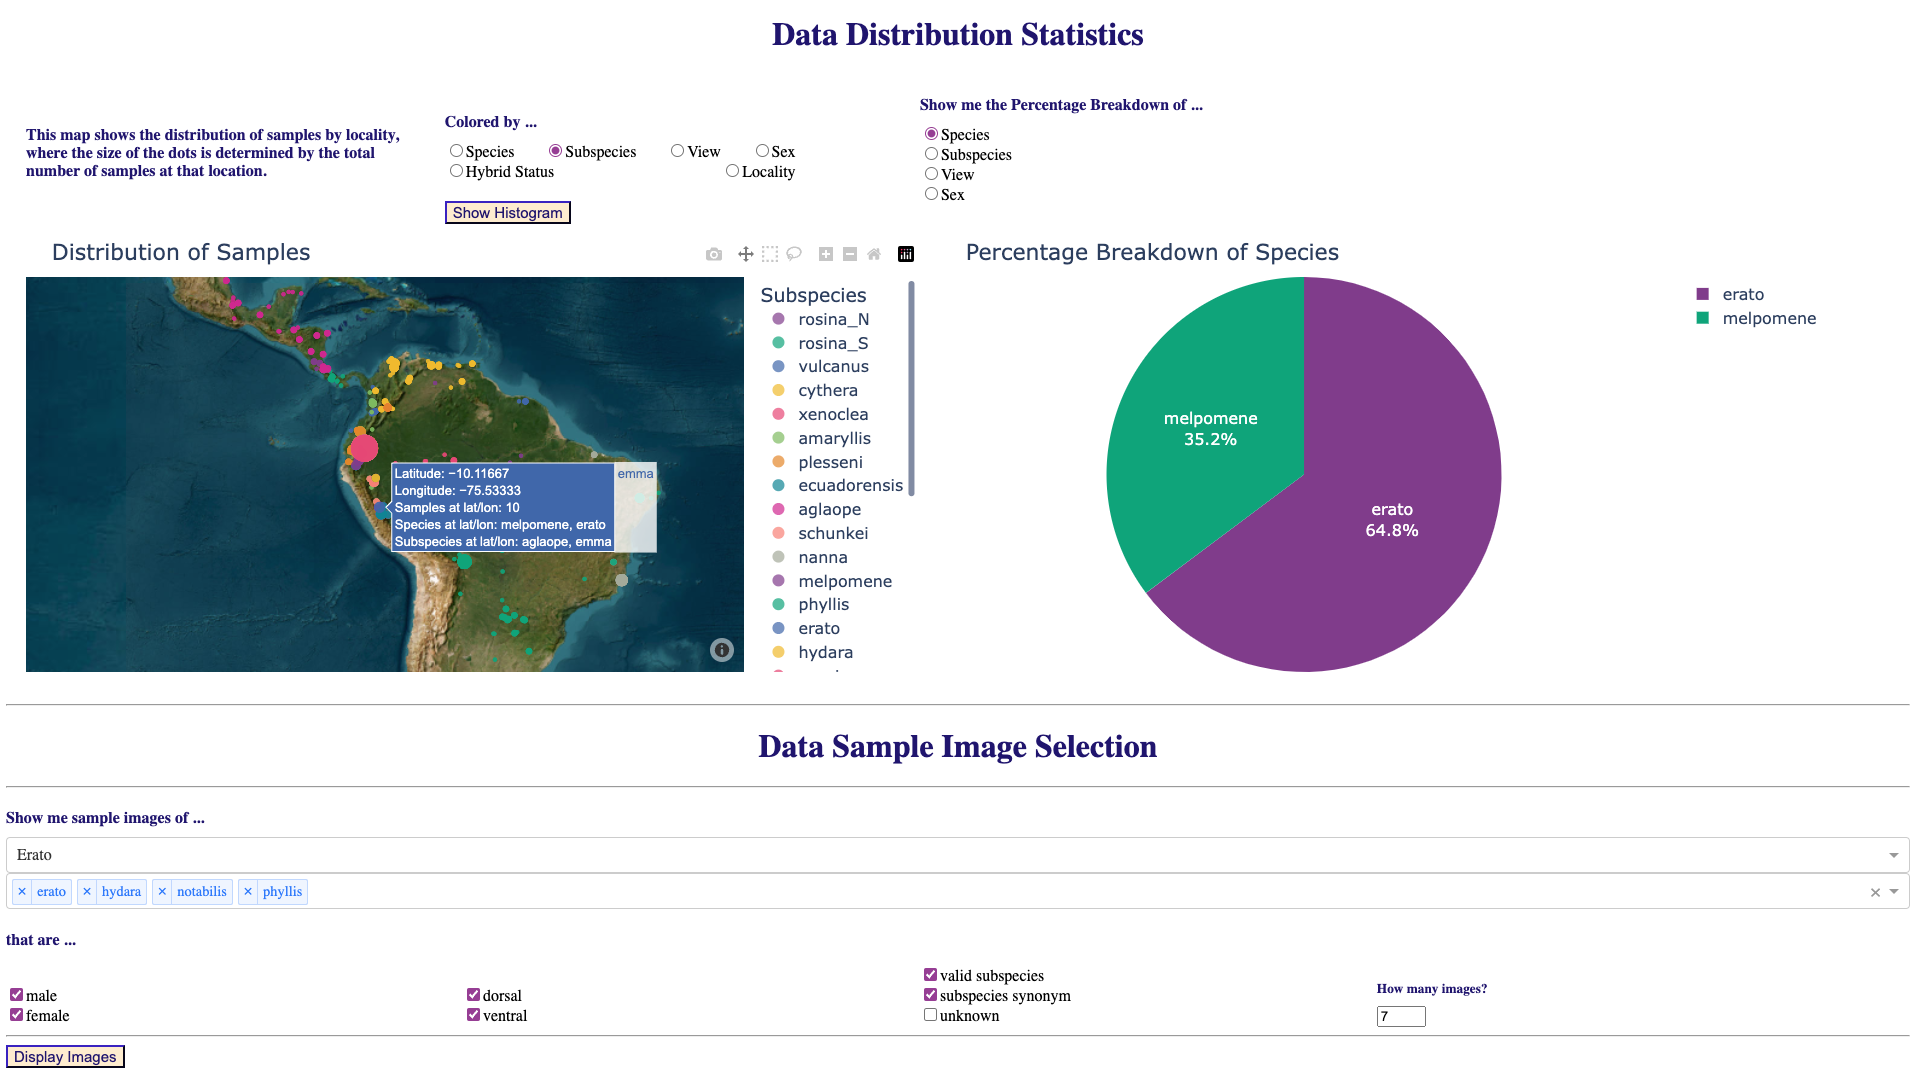 Data Distribution Statistics
This map shows the distribution of samples by locality,
where the size of the dots is determined by the total
number of samples at that location.
Colored by ...
Species Subspecies View Sex
Hybrid Status Locality
Show Histogram
Show me the Percentage Breakdown of ...
Species
Subspecies
View
Sex
Distribution of Samples
Latitude: −10.11667
Longitude: −75.53333
Samples at lat/lon: 10
Species at lat/lon: melpomene, erato
Subspecies at lat/lon: aglaope, emma
emma
Subspecies
rosina_N
rosina_S
vulcanus
cythera
xenoclea
amaryllis
plesseni
ecuadorensis
aglaope
schunkei
nanna
melpomene
phyllis
erato
hydara
Percentage Breakdown of Species
melpomene
35.2%
erato
64.8%
erato
melpomene
Data Sample Image Selection
Show me sample images of ...
Erato
× erato × hydara × notabilis × phyllis
that are ...
male
female
dorsal
ventral
valid subspecies
subspecies synonym
unknown
How many images?
7
Display Images